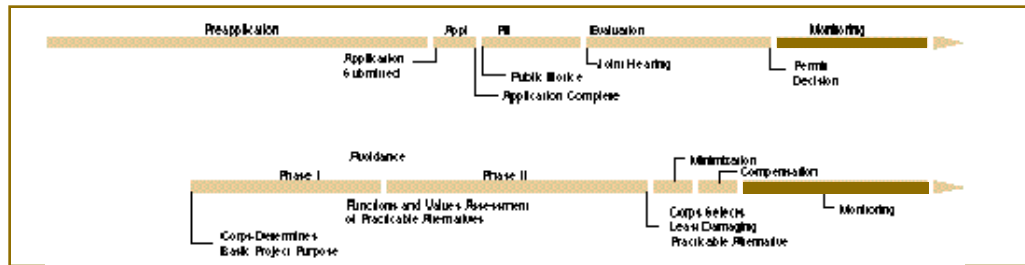 Preapplication
Appl
PN
Evaluation
Monitoring
Application
Submitted
Joint Hearing
Permit
Decision
Public Notice
Application Complete
Avoidance
Minimization
Compensation
Phase I
Phase II
Functions and Values Assessment
of Practicable Alternatives
Monitoring
Corps Determines
Basic Project Purpose
Corps Selects
Least Damaging
Practicable Alternative